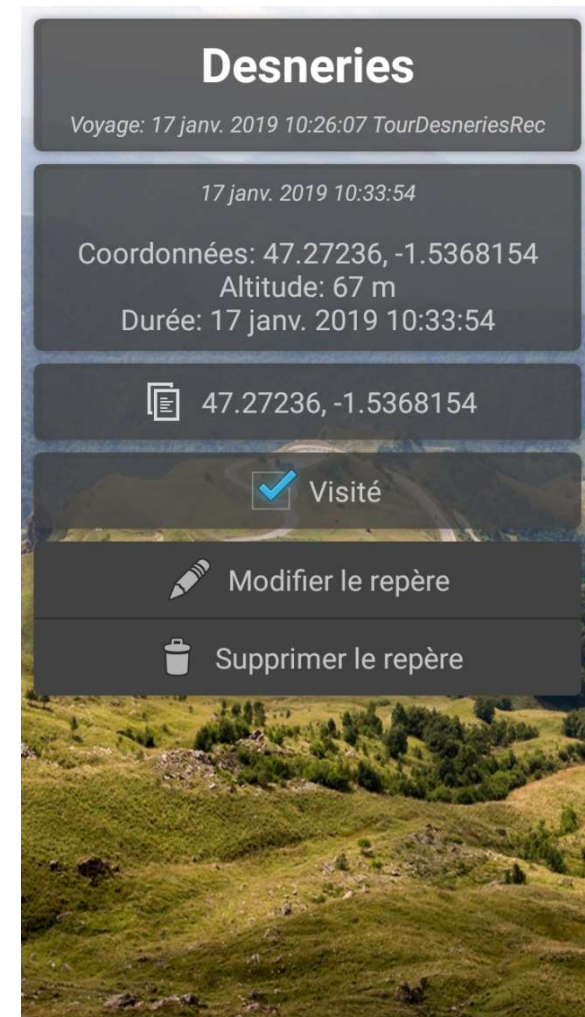 Desneries
Voyage: 17 janv. 2019 10:26:07 TourDesneriesRec
17 janv. 2019 10:33:54
Coordonnées: 47.27236, -1.5368154
Altitude: 67 m
Durée: 17 janv. 2019 10:33:54
47.27236, -1.5368154
Visité
Modifier le repère
Supprimer le repère